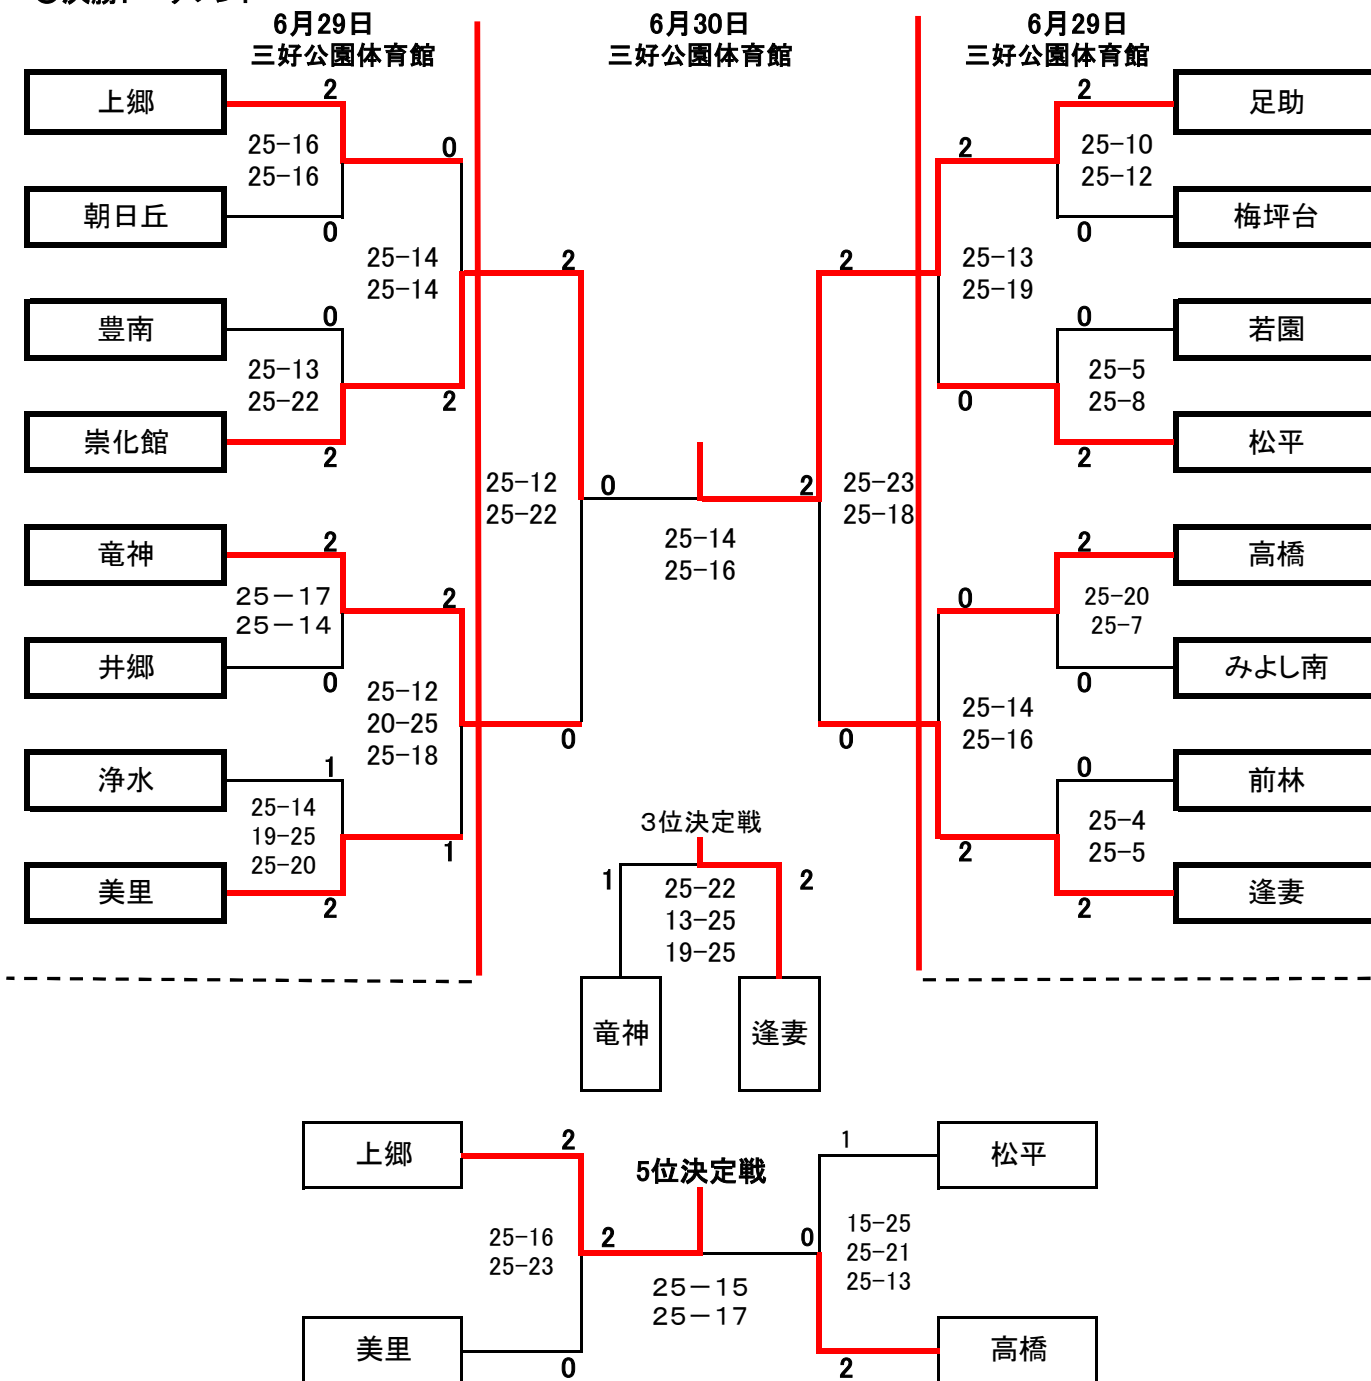 6月29日
三好公園体育館
6月30日
三好公園体育館
6月29日
三好公園体育館
上郷
2
25-16
25-16
朝日丘
0
0
25-14
25-14
豊南
0
25-13
25-22
崇化館
2
2
2
25-12
25-22
竜神
2
25-17
25-14
井郷
0
2
25-12
20-25
25-18
浄水
1
25-14
19-25
25-20
美里
2
1
0
0
25-14
25-16
2
2
25-23
25-18
0
足助
2
25-10
25-12
梅坪台
0
2
25-13
25-19
若園
0
25-5
25-8
松平
2
0
高橋
2
25-20
25-7
みよし南
0
0
25-14
25-16
前林
0
25-4
25-5
逢妻
2
2
3位決定戦
1
2
25-22
13-25
19-25
竜神
逢妻
5位決定戦
上郷
2
25-16
25-23
美里
0
2
0
25-15
25-17
松平
1
15-25
25-21
25-13
高橋
2